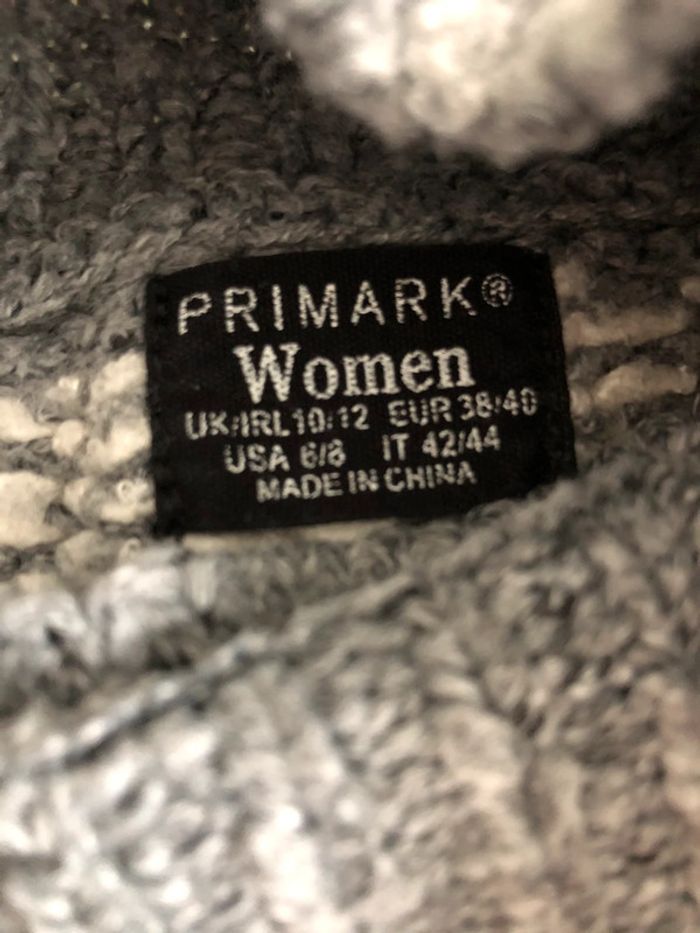 PRIMARK®
Women
UK/IRL 10/12 EUR 38/40
USA 6/8 IT 42/44
MADE IN CHINA